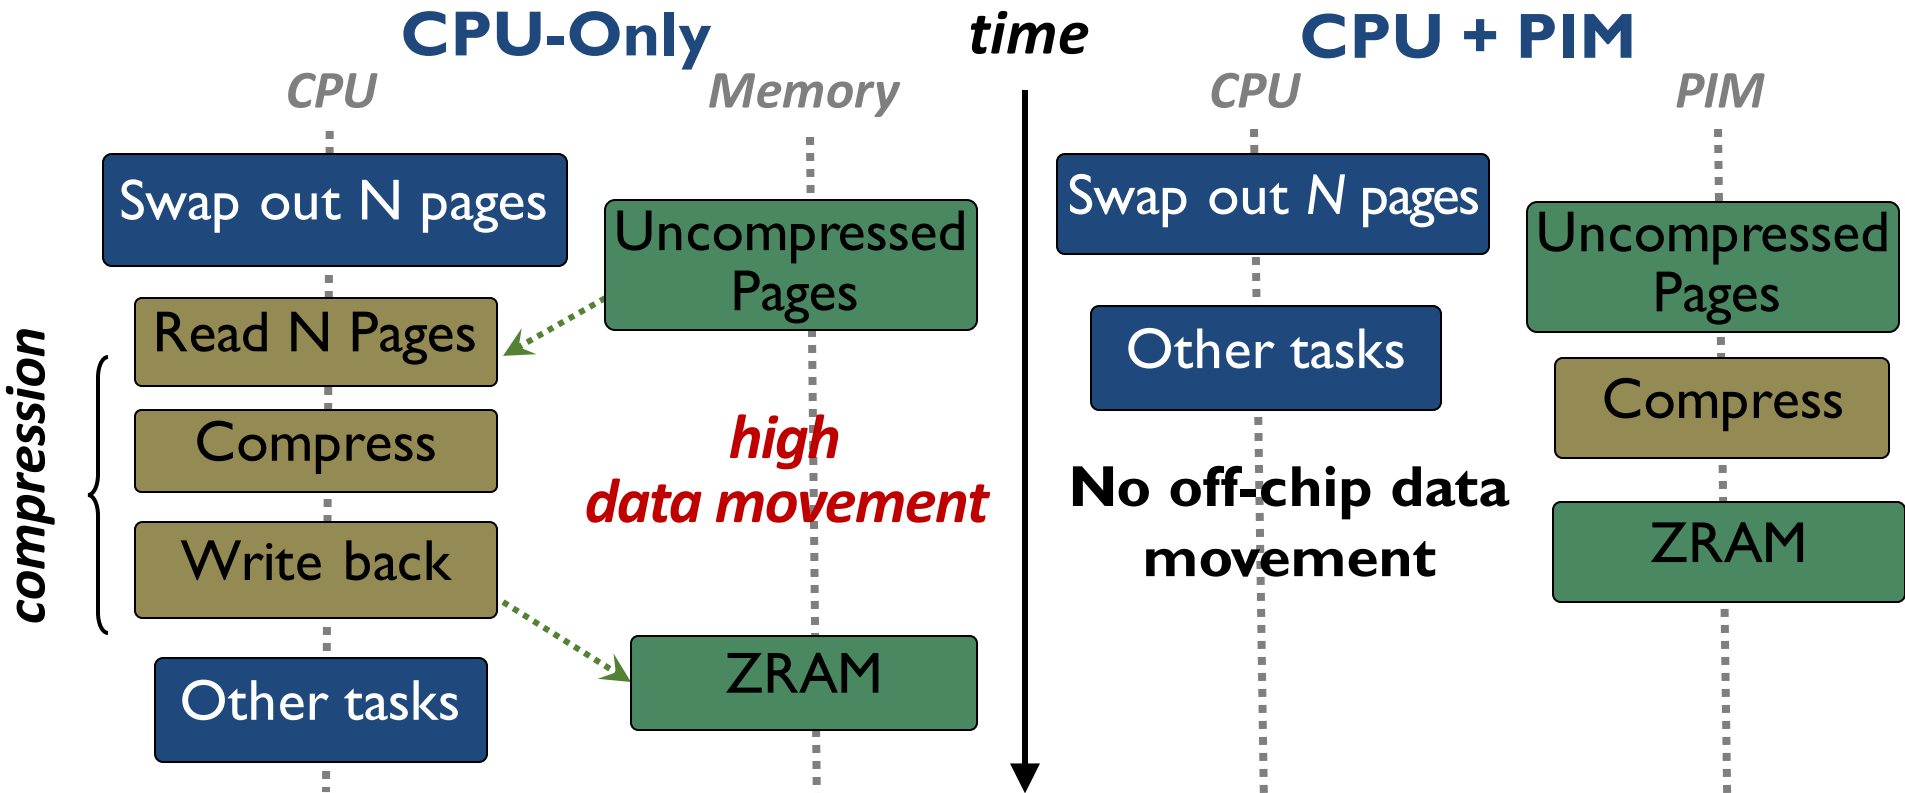 CPU-Only
time
CPU + PIM
CPU
Memory
CPU
PIM
Swap out N pages
Uncompressed
Pages
Read N Pages
compression
Compress
high
data movement
Write back
ZRAM
Other tasks
Swap out N pages
Uncompressed
Pages
Other tasks
Compress
No off-chip data
movement
ZRAM